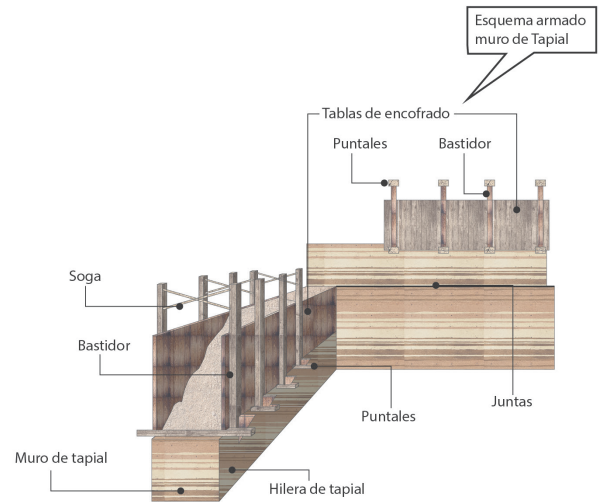 Esquema armado
muro de Tapial
Tablas de encofrado
Puntales
Bastidor
Soga
Bastidor
Puntales
Juntas
Muro de tapial
Hilera de tapial